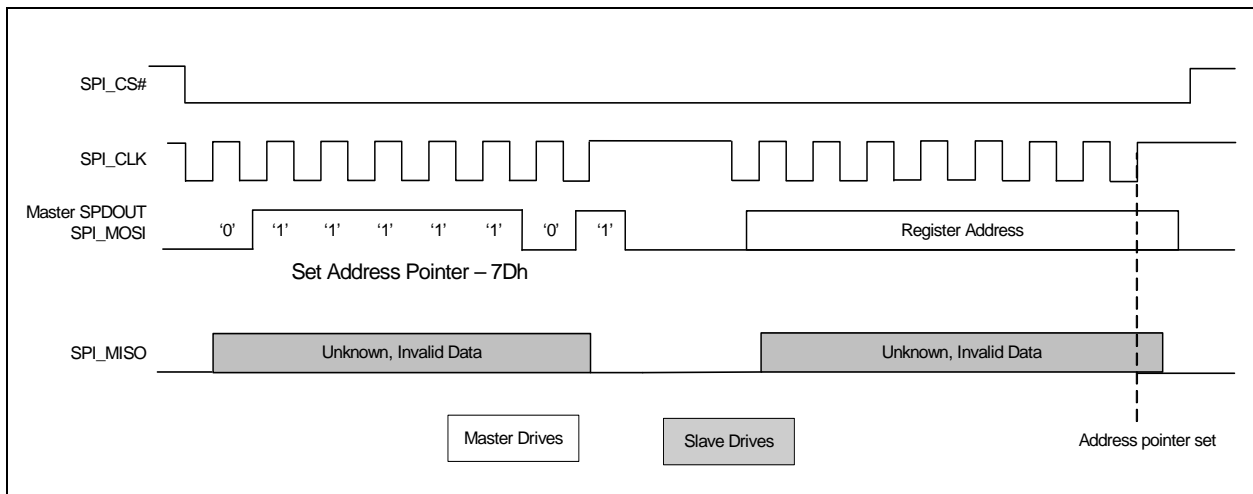 SPI_CS#
SPI_CLK
Master SPDOUT
SPI_MOSI
‘0’ ‘1’ ‘1’ ‘1’ ‘1’ ‘1’ ‘0’ ‘1’ Register Address
Set Address Pointer – 7Dh
SPI_MISO
Unknown, Invalid Data Unknown, Invalid Data
Master Drives Slave Drives
Address pointer set